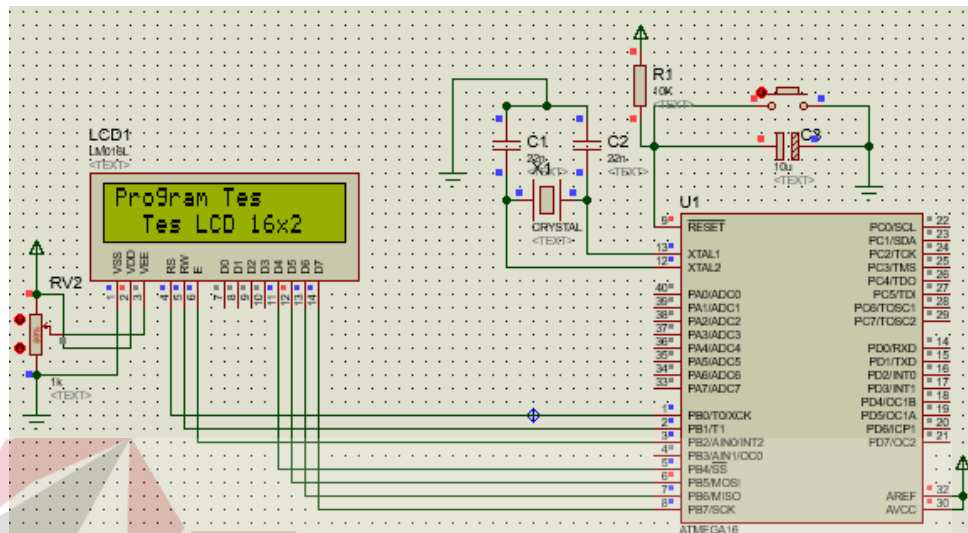 LCD1
LM016L
<TEXT>
Program Tes
Tes LCD 16x2
VSS
VDD
VEE
RS
RW
E
D0
D1
D2
D3
D4
D5
D6
D7
1
2
3
4
5
6
7
8
9
10
11
12
13
14
RV2
1k
<TEXT>
C1
22n
<TEXT>
C2
22n
<TEXT>
X1
CRYSTAL
<TEXT>
R1
10K
<TEXT>
C3
10u
<TEXT>
U1
9 RESET
13 XTAL1
12 XTAL2
40 PA0/ADC0
39 PA1/ADC1
38 PA2/ADC2
37 PA3/ADC3
36 PA4/ADC4
35 PA5/ADC5
34 PA6/ADC6
33 PA7/ADC7
1 PB0/T0/XCK
2 PB1/T1
3 PB2/AIN0/INT2
4 PB3/AIN1/OC0
5 PB4/SS
6 PB5/MOSI
7 PB6/MISO
8 PB7/SCK
PC0/SCL 22
PC1/SDA 23
PC2/TCK 24
PC3/TMS 25
PC4/TDO 26
PC5/TDI 27
PC6/TOSC1 28
PC7/TOSC2 29
PD0/RXD 14
PD1/TXD 15
PD2/INT0 16
PD3/INT1 17
PD4/OC1B 18
PD5/OC1A 19
PD6/ICP1 20
PD7/OC2 21
AREF 32
AVCC 30
ATMEGA16